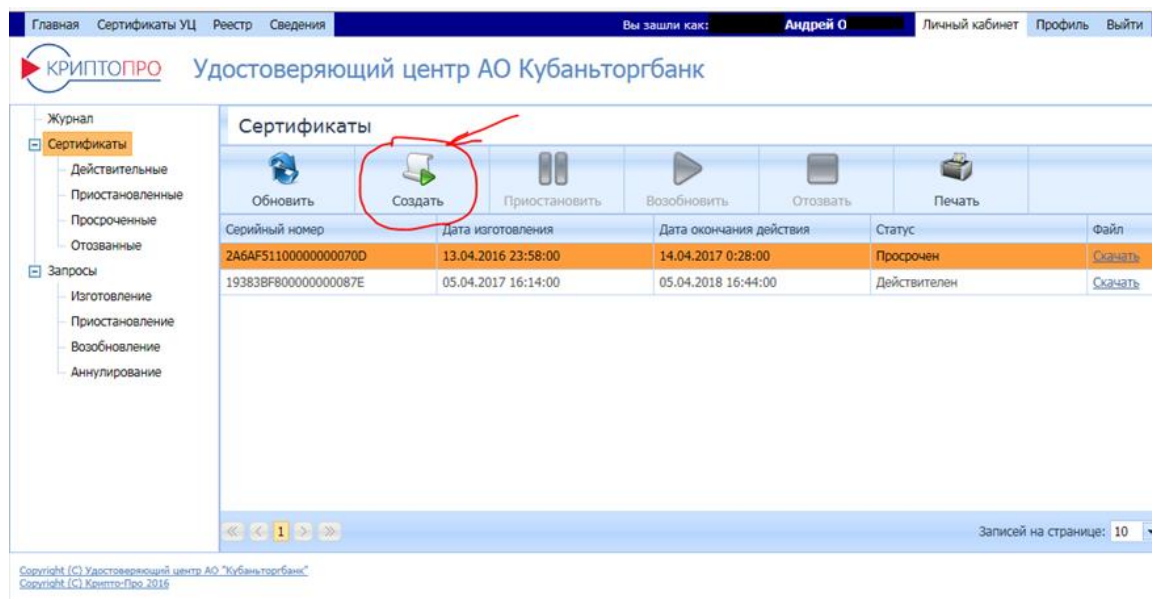 Главная Сертификаты УЦ Реестр Сведения Вы зашли как: Андрей О Личный кабинет Профиль Выйти
КРИПТОПРО Удостоверяющий центр АО Кубаньторгбанк
Журнал
Сертификаты
Действительные
Приостановленные
Просроченные
Отозванные
Запросы
Изготовление
Приостановление
Возобновление
Аннулирование
Сертификаты
Обновить Создать Приостановить Возобновить Отозвать Печать
Серийный номер Дата изготовления Дата окончания действия Статус Файл
2A6AF51100000000070D 13.04.2016 23:58:00 14.04.2017 0:28:00 Просрочен Скачать
19383BF800000000087E 05.04.2017 16:14:00 05.04.2018 16:44:00 Действителен Скачать
1 Записей на странице: 10
Copyright (C) Удостоверяющий центр АО "Кубаньторгбанк"
Copyright (C) Крипто-Про 2016